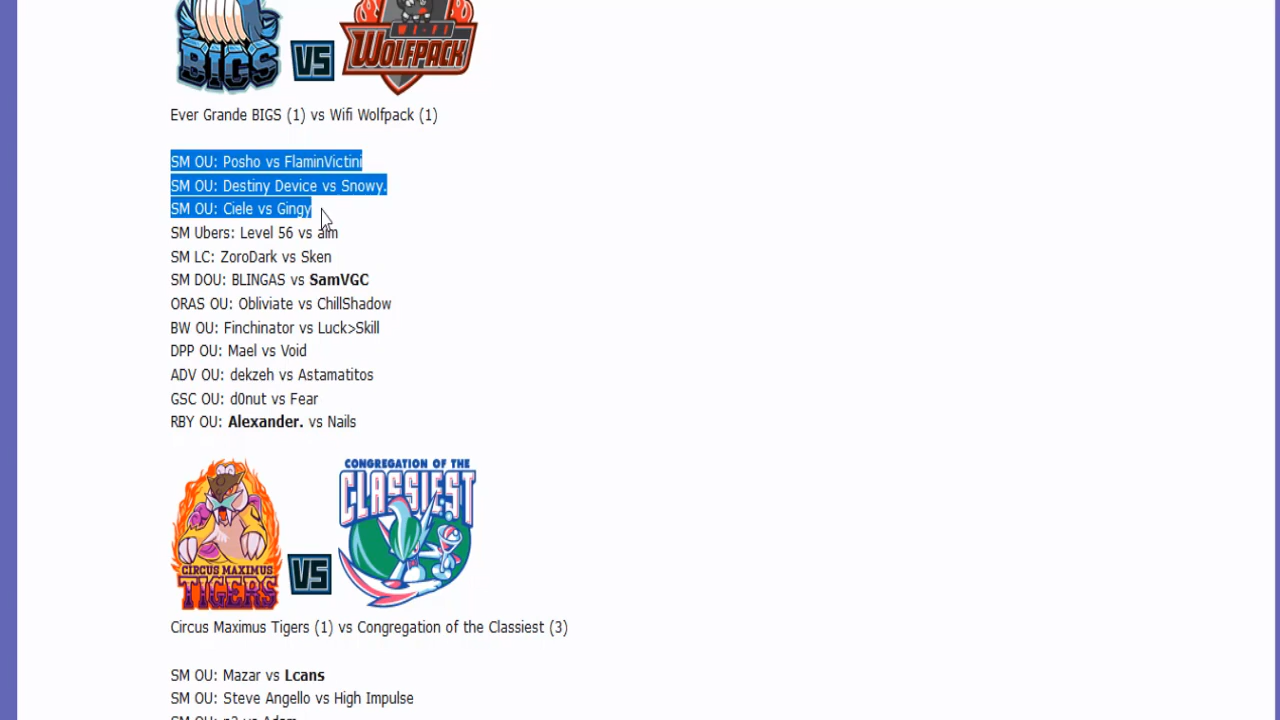 BIGS VS WI-FI WOLFPACK
Ever Grande BIGS (1) vs Wifi Wolfpack (1)
SM OU: Posho vs FlaminVictini
SM OU: Destiny Device vs Snowy.
SM OU: Ciele vs Gingy
SM Ubers: Level 56 vs aim
SM LC: ZoroDark vs Sken
SM DOU: BLINGAS vs SamVGC
ORAS OU: Obliviate vs ChillShadow
BW OU: Finchinator vs Luck>Skill
DPP OU: Mael vs Void
ADV OU: dekzeh vs Astamatitos
GSC OU: d0nut vs Fear
RBY OU: Alexander. vs Nails
CONGREGATION OF THE
CLASSIEST
CIRCUS MAXIMUS
TIGERS VS
Circus Maximus Tigers (1) vs Congregation of the Classiest (3)
SM OU: Mazar vs Lcans
SM OU: Steve Angello vs High Impulse